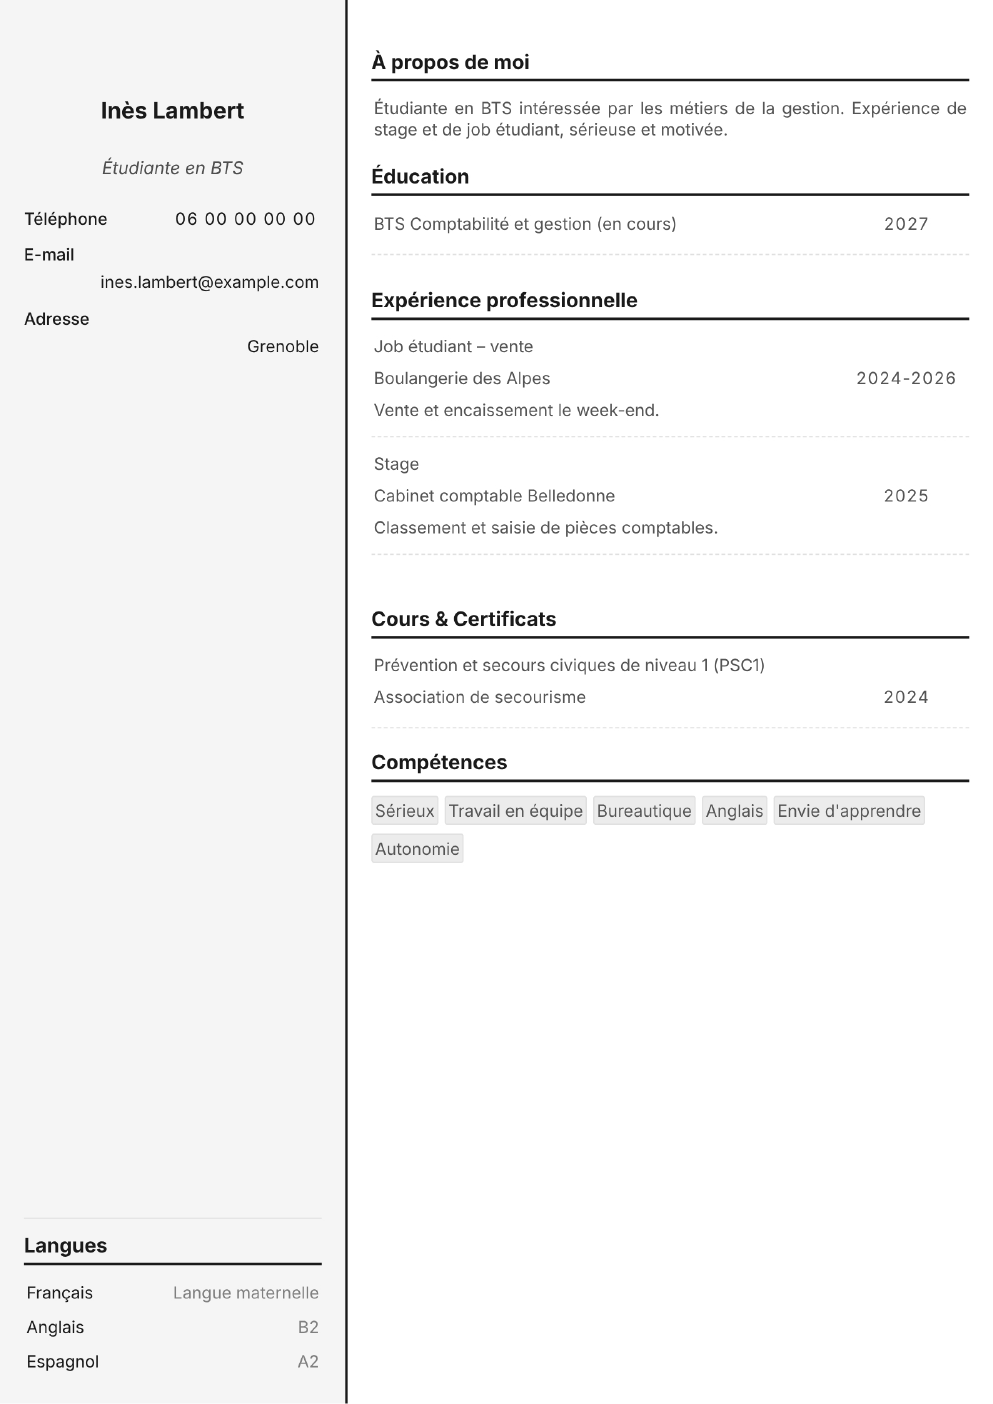 Inès Lambert
Étudiante en BTS
Téléphone 06 00 00 00 00
E-mail
ines.lambert@example.com
Adresse
Grenoble
Langues
Français Langue maternelle
Anglais B2
Espagnol A2
À propos de moi
Étudiante en BTS intéressée par les métiers de la gestion. Expérience de
stage et de job étudiant, sérieuse et motivée.
Éducation
BTS Comptabilité et gestion (en cours) 2027
Expérience professionnelle
Job étudiant – vente
Boulangerie des Alpes 2024-2026
Vente et encaissement le week-end.
Stage
Cabinet comptable Belledonne 2025
Classement et saisie de pièces comptables.
Cours & Certificats
Prévention et secours civiques de niveau 1 (PSC1)
Association de secourisme 2024
Compétences
Sérieux Travail en équipe Bureautique Anglais Envie d'apprendre
Autonomie